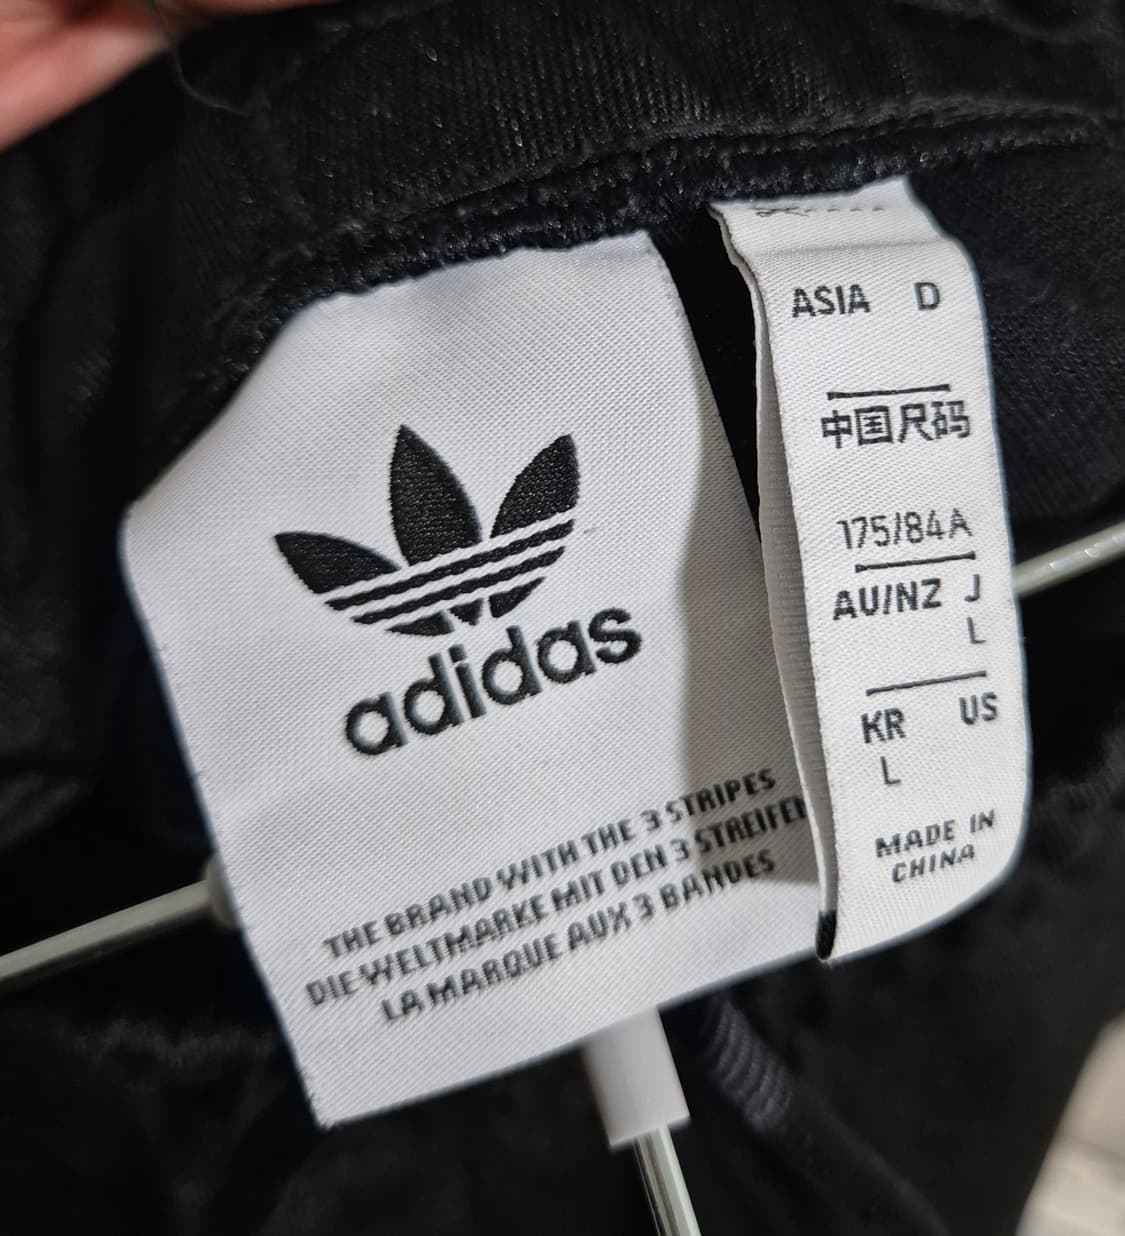 adidas
THE BRAND WITH THE 3 STRIPES
DIE WELTMARKE MIT DEN 3 STREIFEN
LA MARQUE AUX 3 BANDES
ASIA D
中国尺码
175/84A
AU/NZ J
L
KR US
L
MADE IN
CHINA